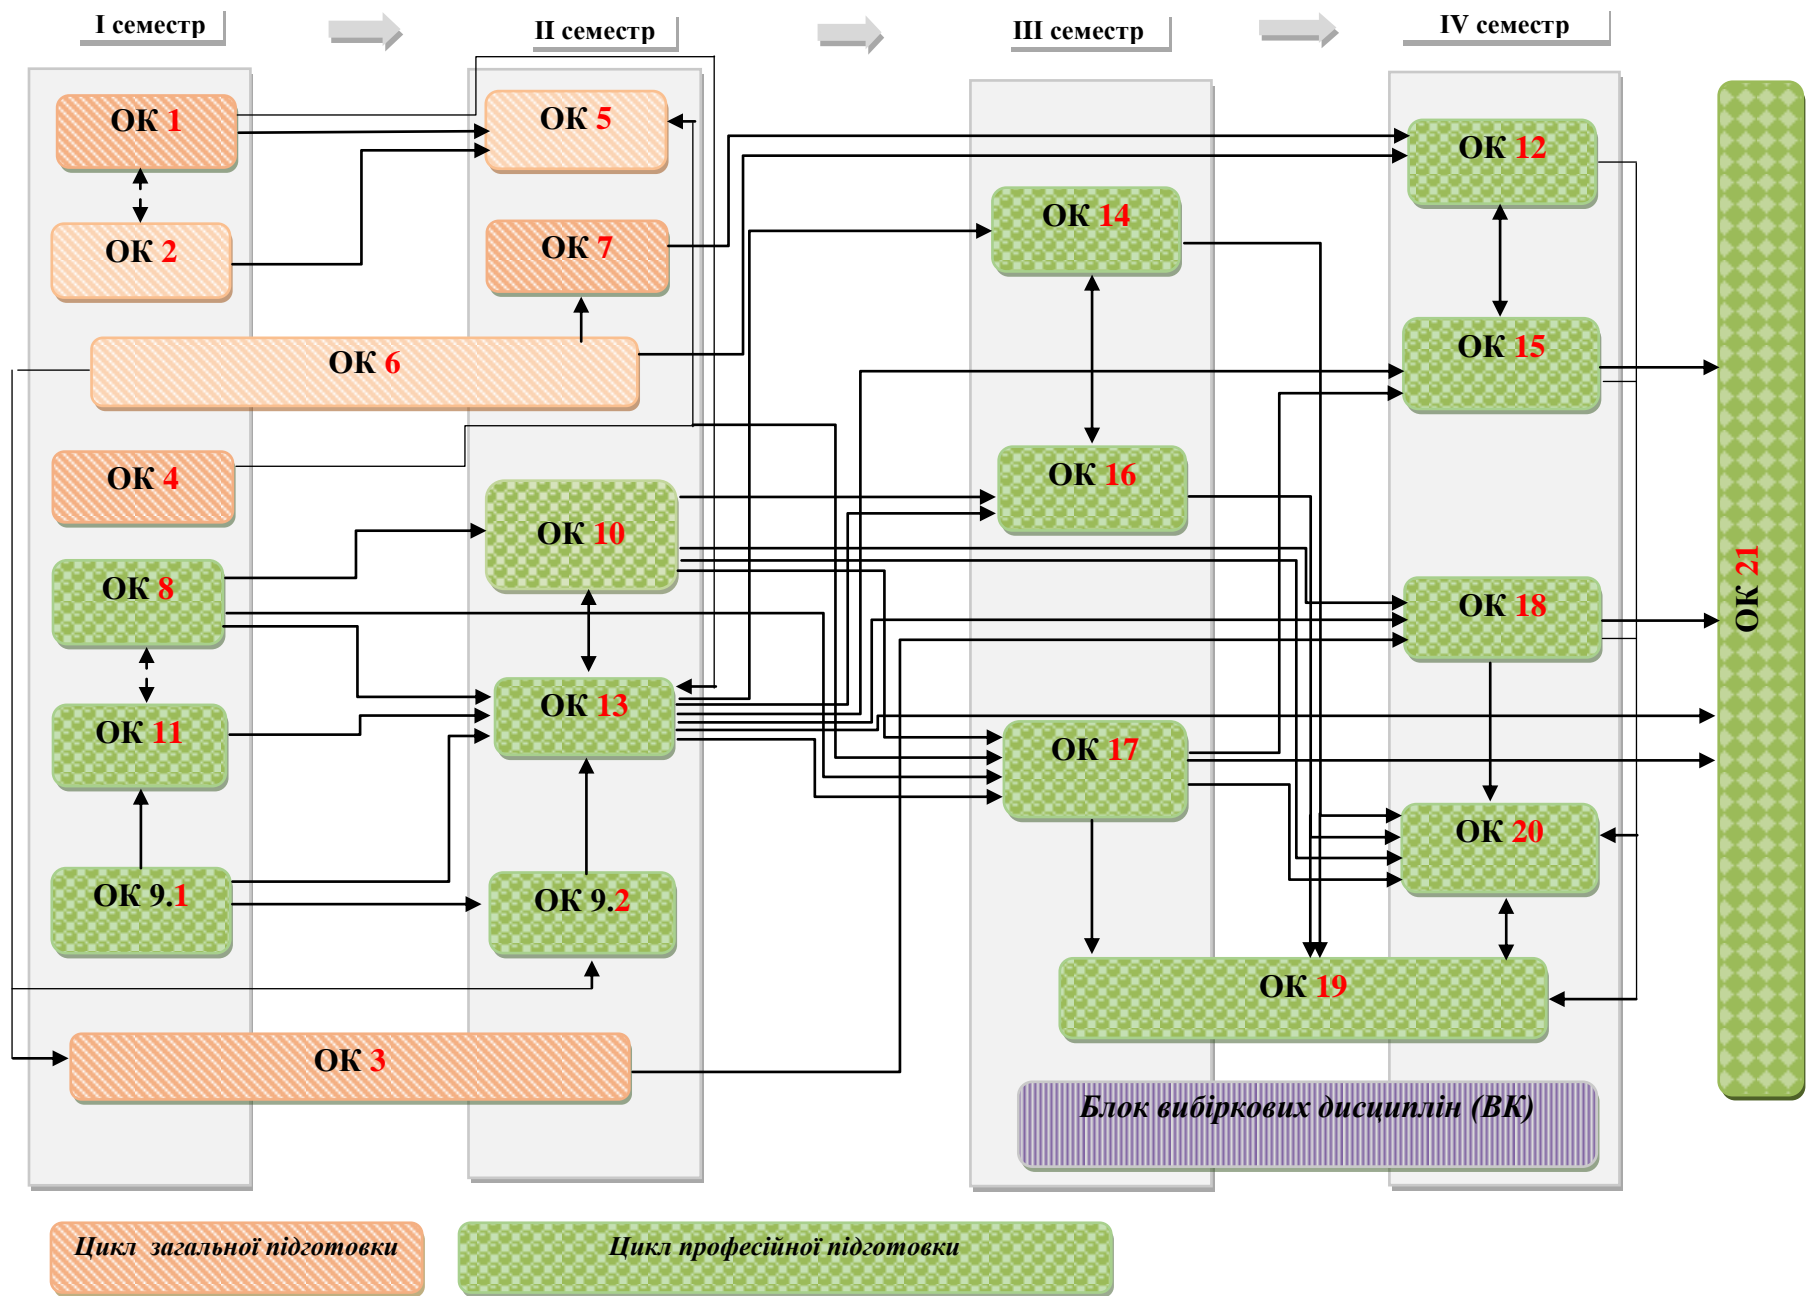 I семестр
II семестр
III семестр
IV семестр
ОК 1
ОК 5
ОК 12
ОК 14
ОК 2
ОК 7
ОК 15
ОК 6
ОК 4
ОК 16
ОК 10
ОК 8
ОК 18
ОК 21
ОК 13
ОК 11
ОК 17
ОК 20
ОК 9.1
ОК 9.2
ОК 19
ОК 3
Блок вибіркових дисциплін (ВК)
Цикл загальної підготовки
Цикл професійної підготовки